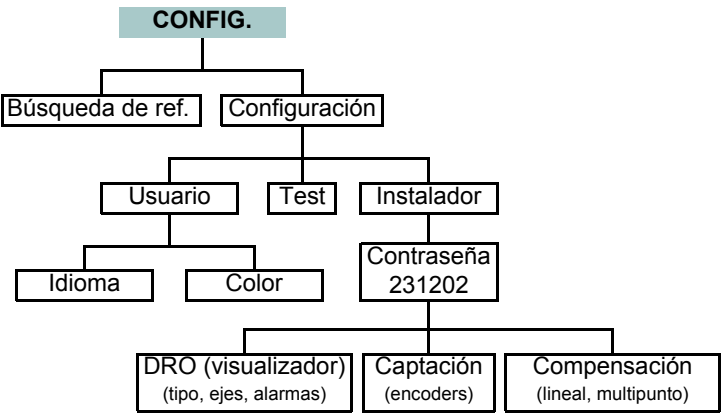 CONFIG.
Búsqueda de ref.
Configuración
Usuario
Test
Instalador
Idioma
Color
Contraseña
231202
DRO (visualizador)
(tipo, ejes, alarmas)
Captación
(encoders)
Compensación
(lineal, multipunto)